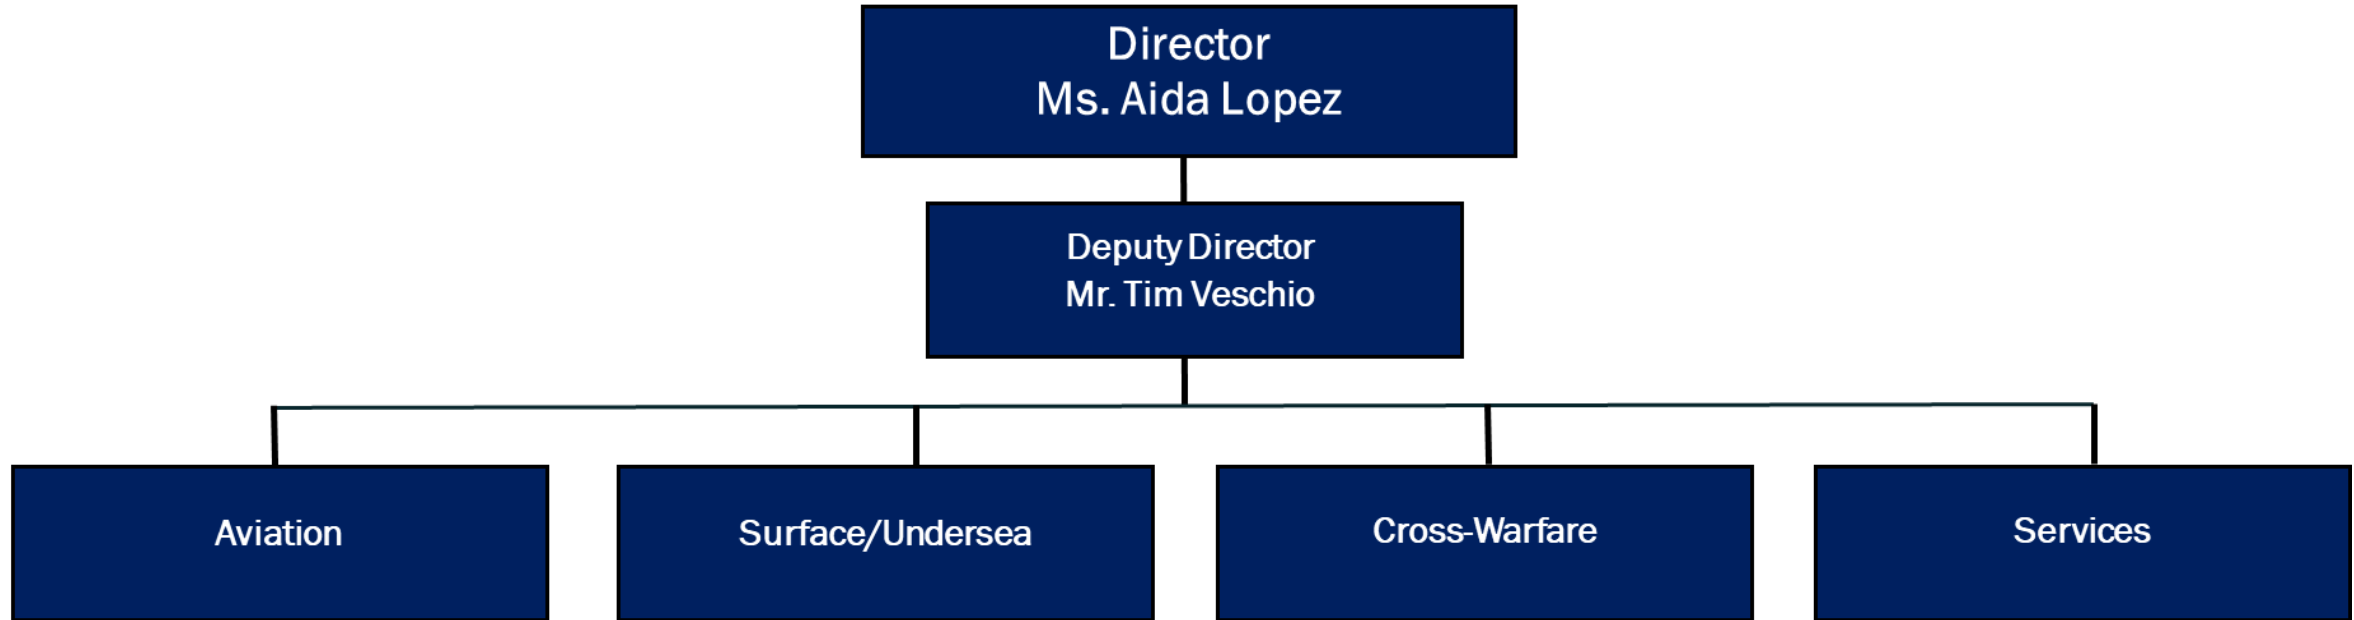 Director
Ms. Aida Lopez
Deputy Director
Mr. Tim Veschio
Aviation
Surface/Undersea
Cross-Warfare
Services